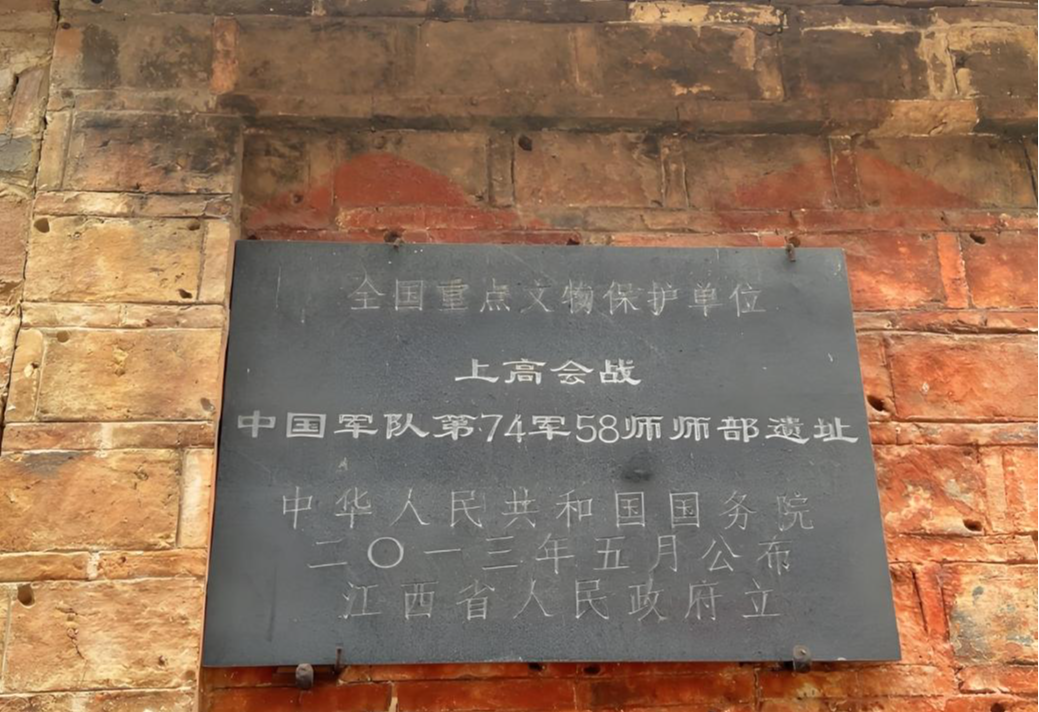 全国重点文物保护单位
上高会战
中国军队第74军58师师部遗址
中华人民共和国国务院
二〇一三年五月公布
江西省人民政府立